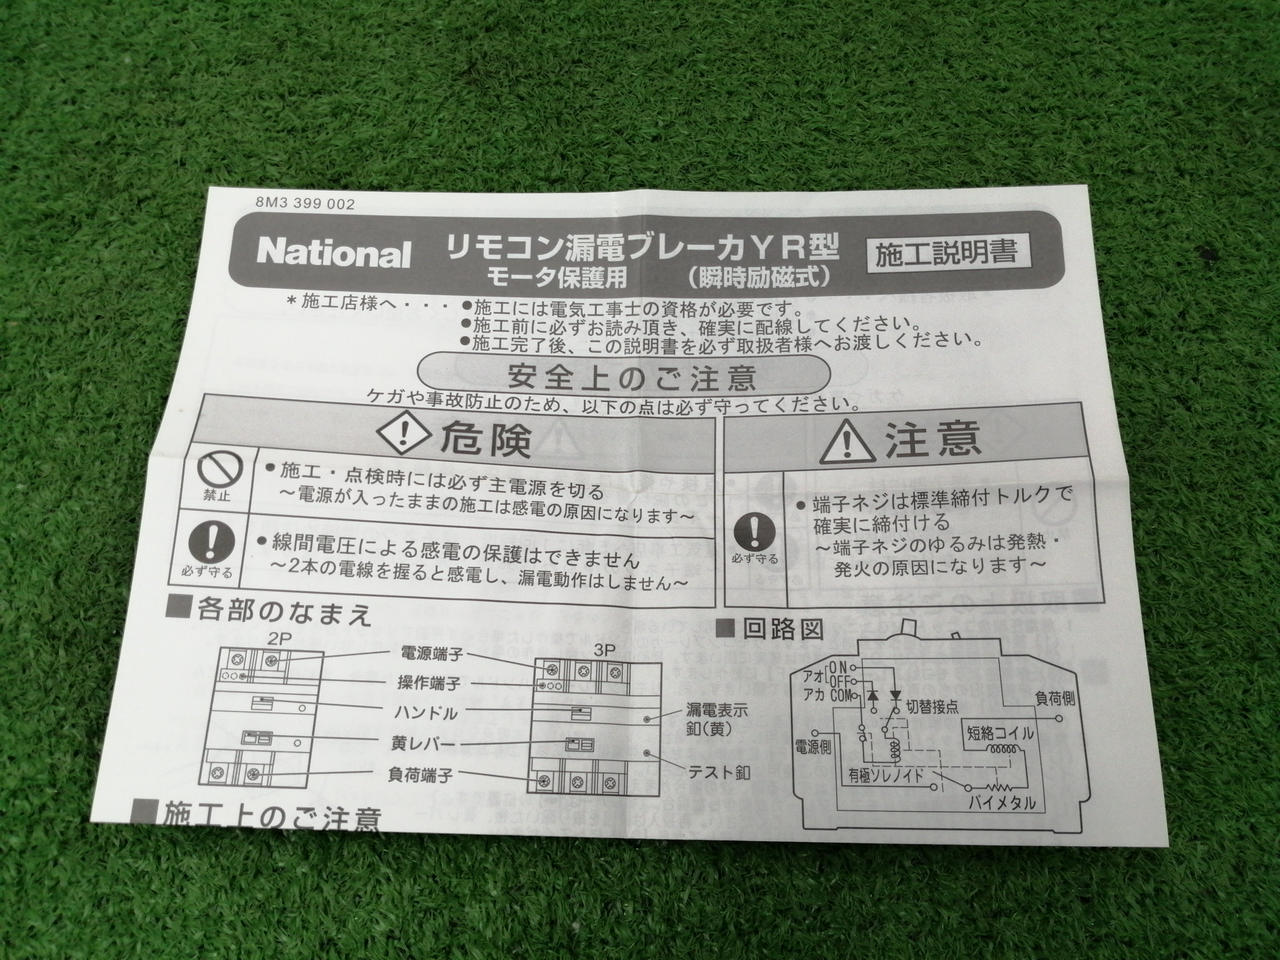 8M3 399 002
National リモコン漏電ブレーカYR型 施工説明書
モータ保護用 (瞬時励磁式)
*施工店様へ・・・ ●施工には電気工事士の資格が必要です。
●施工前に必ずお読み頂き、確実に配線してください。
●施工完了後、この説明書を必ず取扱者様へお渡しください。
安全上のご注意
ケガや事故防止のため、以下の点は必ず守ってください。
危険
禁止
●施工・点検時には必ず主電源を切る
〜電源が入ったままの施工は感電の原因になります〜
必ず守る
●線間電圧による感電の保護はできません
〜2本の電線を握ると感電し、漏電動作はしません〜
注意
必ず守る
●端子ネジは標準締付トルクで
確実に締付ける
〜端子ネジのゆるみは発熱・
発火の原因になります〜
■各部のなまえ
2P
3P
電源端子
操作端子
ハンドル
黄レバー
負荷端子
漏電表示
釦(黄)
テスト釦
■回路図
アオ
ON
OFF
アカ COM
切替接点
負荷側
電源側
短絡コイル
有極ソレノイド
バイメタル
■施工上のご注意